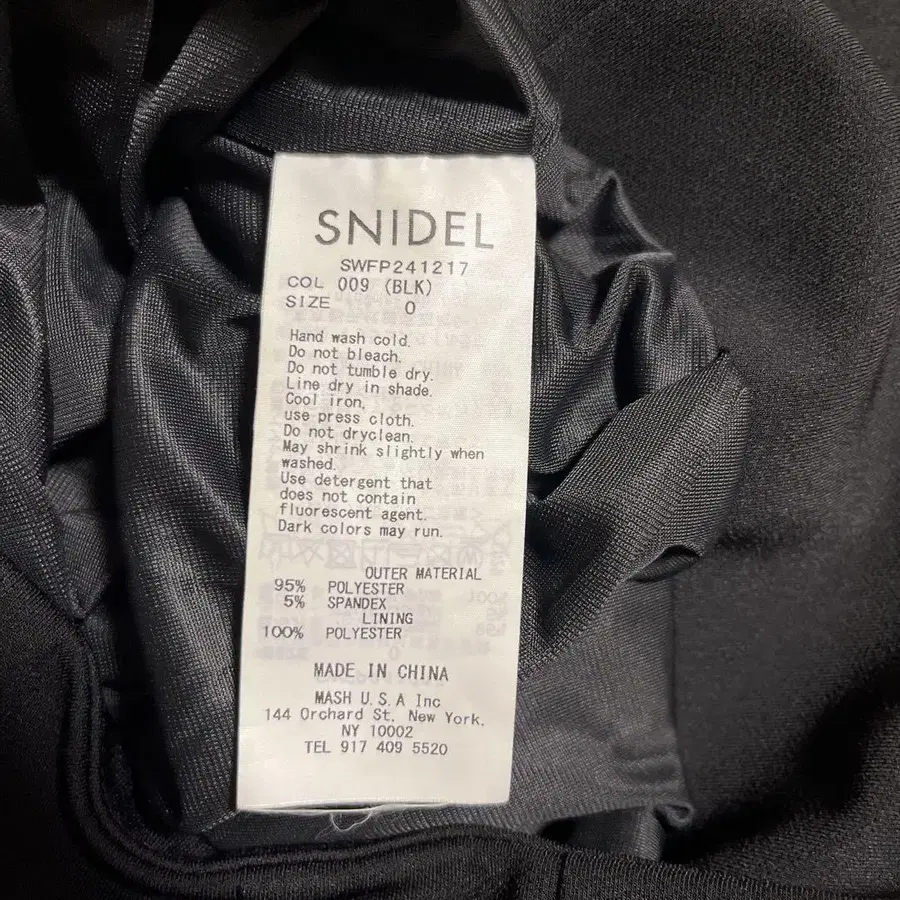 SNIDEL
SWFP241217
COL 009 (BLK)
SIZE 0
Hand wash cold.
Do not bleach.
Do not tumble dry.
Line dry in shade.
Cool iron,
use press cloth.
Do not dryclean.
May shrink slightly when
washed.
Use detergent that
does not contain
fluorescent agent.
Dark colors may run.
OUTER MATERIAL
95% POLYESTER
5% SPANDEX
LINING
100% POLYESTER
MADE IN CHINA
MASH U.S.A Inc
144 Orchard St, New York,
NY 10002
TEL 917 409 5520